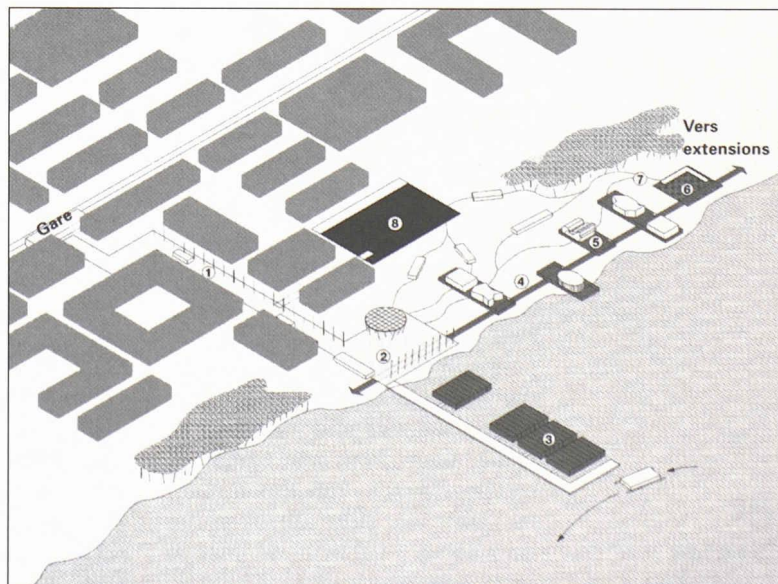 Vers
extensions
⑦
⑥
Gare
⑧
⑤
①
④
②
③